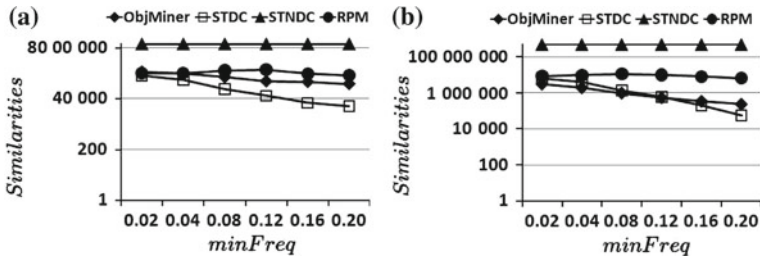 (a)
ObjMiner STDC STNDC RPM
80 00 000
40 000
200
1
Similarities
0.02 0.04 0.08 0.12 0.16 0.20
minFreq
(b)
ObjMiner STDC STNDC RPM
100 000 000
1 000 000
10 000
100
1
Similarities
0.02 0.04 0.08 0.12 0.16 0.20
minFreq